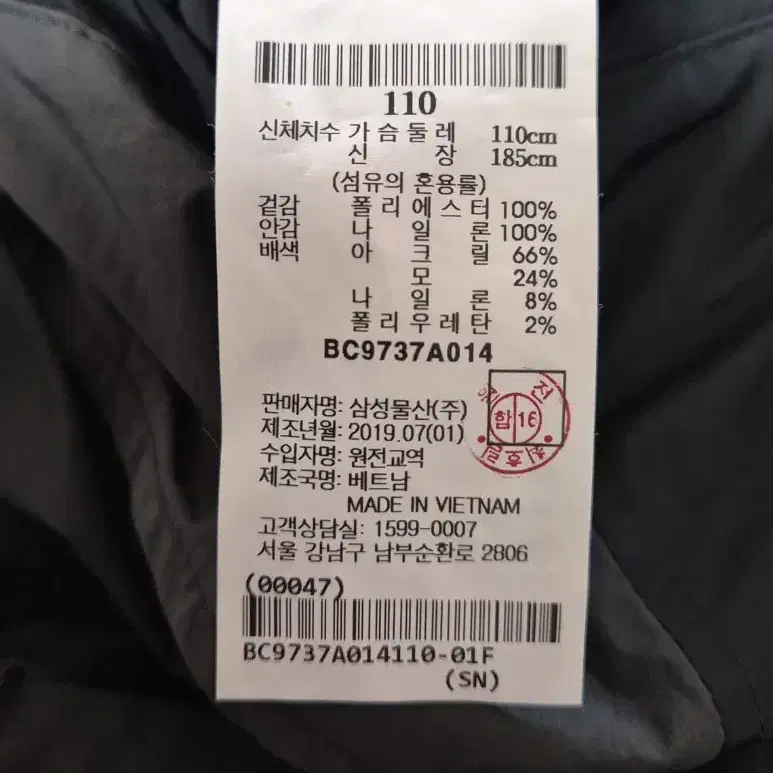 110
신체치수 가슴둘레 110cm
신장 185cm
(섬유의 혼용률)
겉감 폴리에스터 100%
안감 나일론 100%
배색 아크릴 66%
모 24%
나일론 8%
폴리우레탄 2%
BC9737A014
판매자명: 삼성물산(주)
제조년월: 2019.07(01)
수입자명: 원전교역
제조국명: 베트남
MADE IN VIETNAM
고객상담실: 1599-0007
서울 강남구 남부순환로 2806
(00047)
BC9737A014110-01F
(SN)
전
함 16